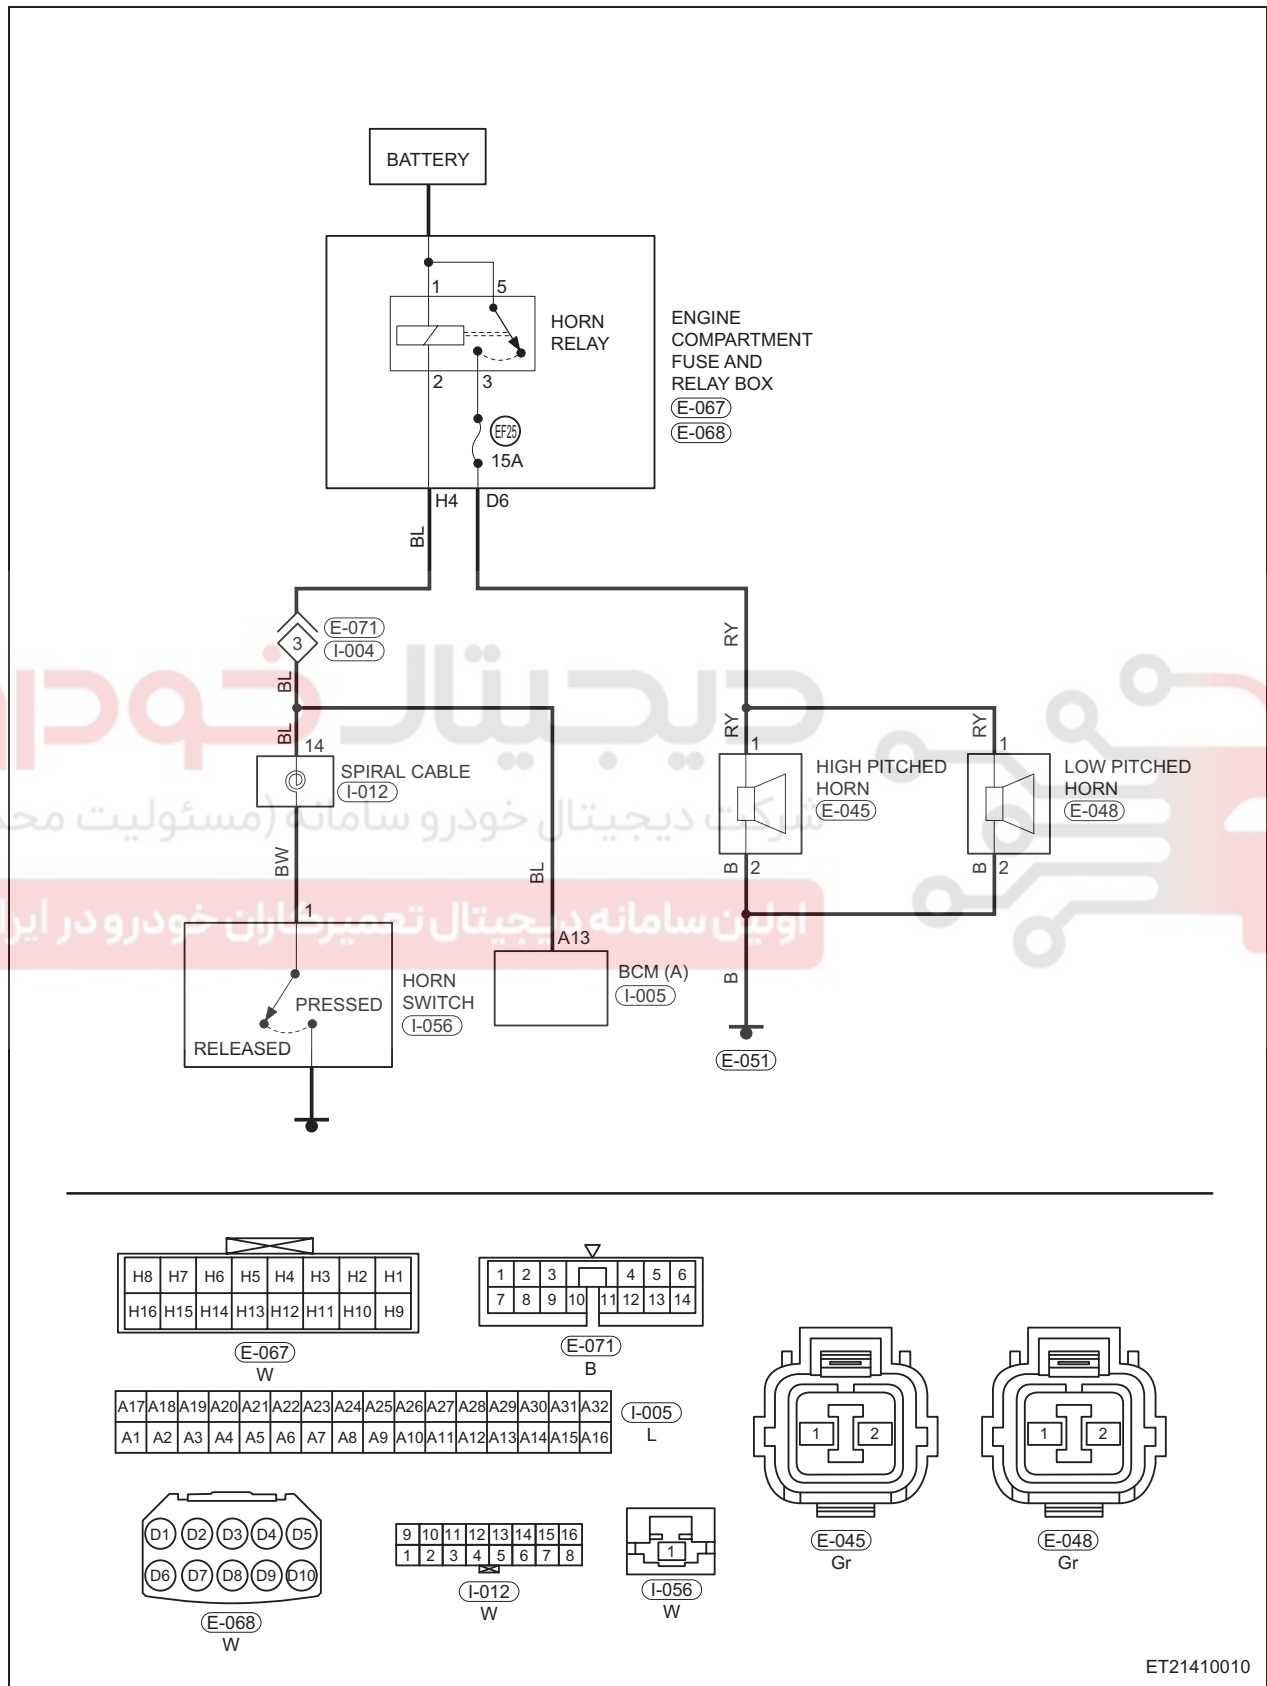 BATTERY
1
5
HORN
RELAY
2
3
EF25
15A
ENGINE
COMPARTMENT
FUSE AND
RELAY BOX
E-067
E-068
H4
D6
BL
E-071
3
I-004
RY
BL
BL
14
SPIRAL CABLE
I-012
RY
1
HIGH PITCHED
HORN
E-045
RY
1
LOW PITCHED
HORN
E-048
دیجیتال خودرو
شرکت دیجیتال خودرو سامانه (مسئولیت
اولین سامانه دیجیتال تعمیرکاران خودرو در ایران
BW
BL
B
2
B
2
1
A13
BCM (A)
I-005
HORN
SWITCH
I-056
PRESSED
RELEASED
B
E-051
H8 H7 H6 H5 H4 H3 H2 H1
H16 H15 H14 H13 H12 H11 H10 H9
E-067
W
1 2 3 4 5 6
7 8 9 10 11 12 13 14
E-071
B
A17 A18 A19 A20 A21 A22 A23 A24 A25 A26 A27 A28 A29 A30 A31 A32
A1 A2 A3 A4 A5 A6 A7 A8 A9 A10 A11 A12 A13 A14 A15 A16
I-005
L
D1 D2 D3 D4 D5
D6 D7 D8 D9 D10
E-068
W
9 10 11 12 13 14 15 16
1 2 3 4 5 6 7 8
I-012
W
1
I-056
W
1 2
E-045
Gr
1 2
E-048
Gr
ET21410010